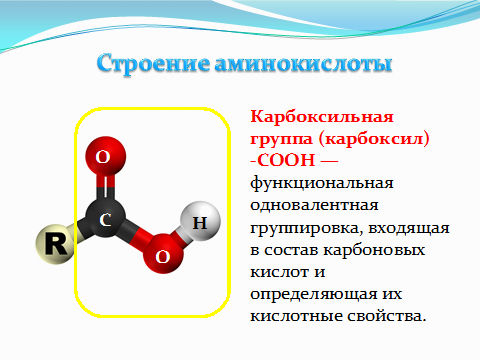 Строение аминокислоты
O
C
H
R
O
Карбоксильная
группа (карбоксил)
-COOH —
функциональная
одновалентная
группировка, входящая
в состав карбоновых
кислот и
определяющая их
кислотные свойства.